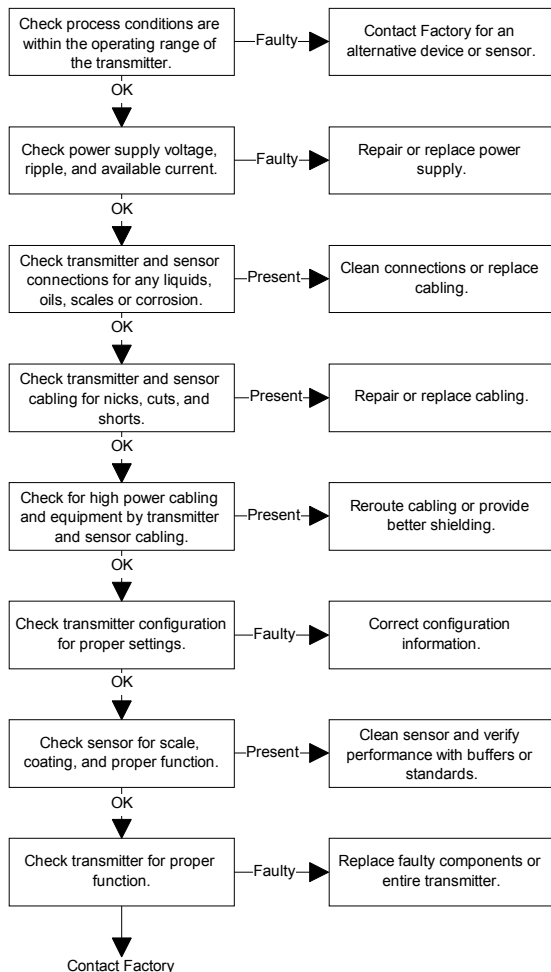 Check process conditions are
within the operating range of
the transmitter.
Faulty
Contact Factory for an
alternative device or sensor.
OK
Check power supply voltage,
ripple, and available current.
Faulty
Repair or replace power
supply.
OK
Check transmitter and sensor
connections for any liquids,
oils, scales or corrosion.
Present
Clean connections or replace
cabling.
OK
Check transmitter and sensor
cabling for nicks, cuts, and
shorts.
Present
Repair or replace cabling.
OK
Check for high power cabling
and equipment by transmitter
and sensor cabling.
Present
Reroute cabling or provide
better shielding.
OK
Check transmitter configuration
for proper settings.
Faulty
Correct configuration
information.
OK
Check sensor for scale,
coating, and proper function.
Present
Clean sensor and verify
performance with buffers or
standards.
OK
Check transmitter for proper
function.
Faulty
Replace faulty components or
entire transmitter.
Contact Factory